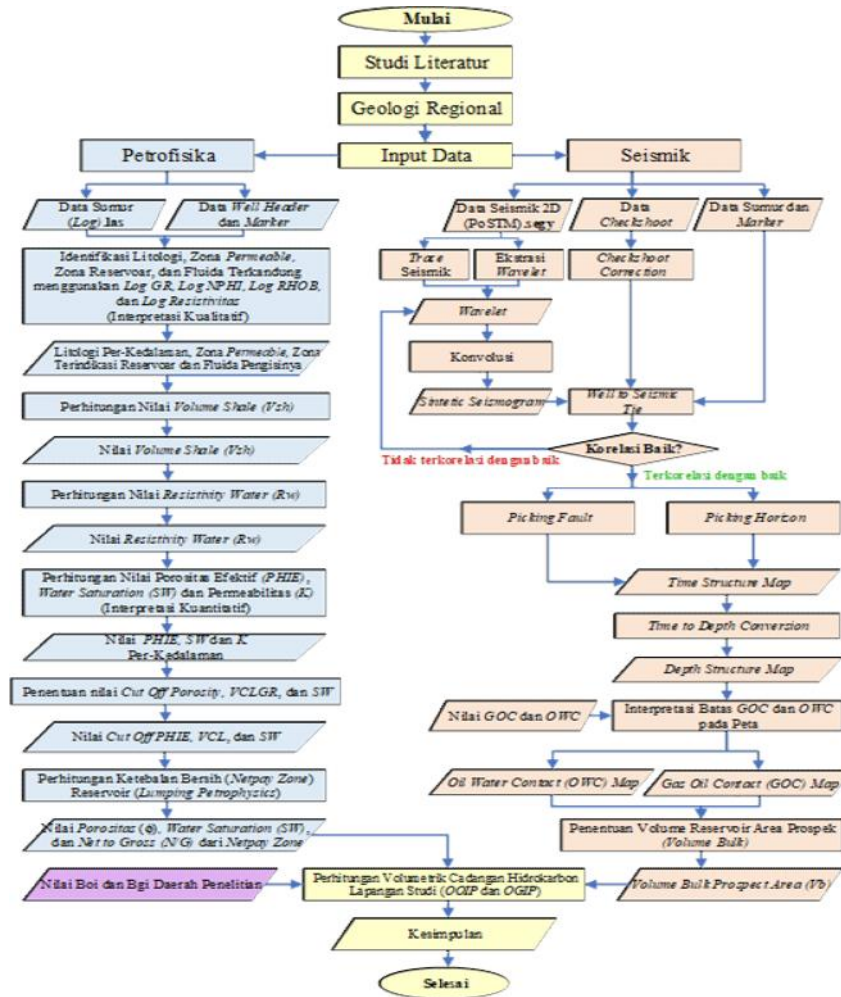 Mulai
Studi Literatur
Geologi Regional
Petrofisika
Input Data
Seismik
Data Sumur
(Log).las
Data Well Header
dan Marker
Data Seismik 2D
(PoSTM).segy
Data
Checkshoot
Data Sumur dan
Marker
Identifikasi Litologi, Zona Permeable,
Zona Reservoar, dan Fluida Terkandung
menggunakan Log GR, Log NPHI, Log RHOB,
dan Log Resistivitas
(Interpretasi Kualitatif)
Trace
Seismik
Ekstrasi
Wavelet
Checkshoot
Correction
Wavelet
Litologi Per-Kedalaman, Zona Permeable, Zona
Terindikasi Reservoar dan Fluida Pengisinya
Konvolusi
Perhitungan Nilai Volume Shale (Vsh)
Sintetic Seismogram
Well to Seismic
Tie
Nilai Volume Shale (Vsh)
Korelasi Baik?
Tidak terkorelasi dengan baik
Terkorelasi dengan baik
Perhitungan Nilai Resistivity Water (Rw)
Picking Fault
Picking Horizon
Nilai Resistivity Water (Rw)
Perhitungan Nilai Porositas Efektif (PHIE),
Water Saturation (SW) dan Permeabilitas (K)
(Interpretasi Kuantitatif)
Time Structure Map
Time to Depth Conversion
Nilai PHIE, SW dan K
Per-Kedalaman
Depth Structure Map
Penentuan nilai Cut Off Porosity, VCLGR, dan SW
Nilai GOC dan OWC
Interpretasi Batas GOC dan OWC
pada Peta
Nilai Cut Off PHIE, VCL, dan SW
Perhitungan Ketebalan Bersih (Netpay Zone)
Reservoir (Lumping Petrophysics)
Oil Water Contact (OWC) Map
Gas Oil Contact (GOC) Map
Nilai Porositas (ϕ), Water Saturation (SW),
dan Net to Gross (N/G) dari Netpay Zone
Penentuan Volume Reservoir Area Prospek
(Volume Bulk)
Nilai Boi dan Bgi Daerah Penelitian
Perhitungan Volumetrik Cadangan Hidrokarbon
Lapangan Studi (OOIP dan OGIP)
Volume Bulk Prospect Area (Vb)
Kesimpulan
Selesai